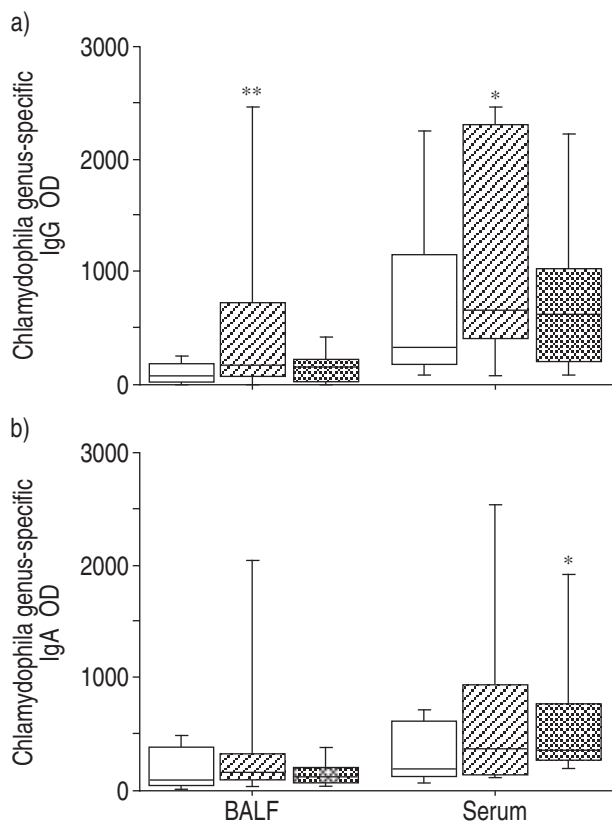 a)
3000
2000
1000
0
Chlamydophila genus-specific
IgG OD
**
*
b)
3000
2000
1000
0
Chlamydophila genus-specific
IgA OD
*
BALF Serum